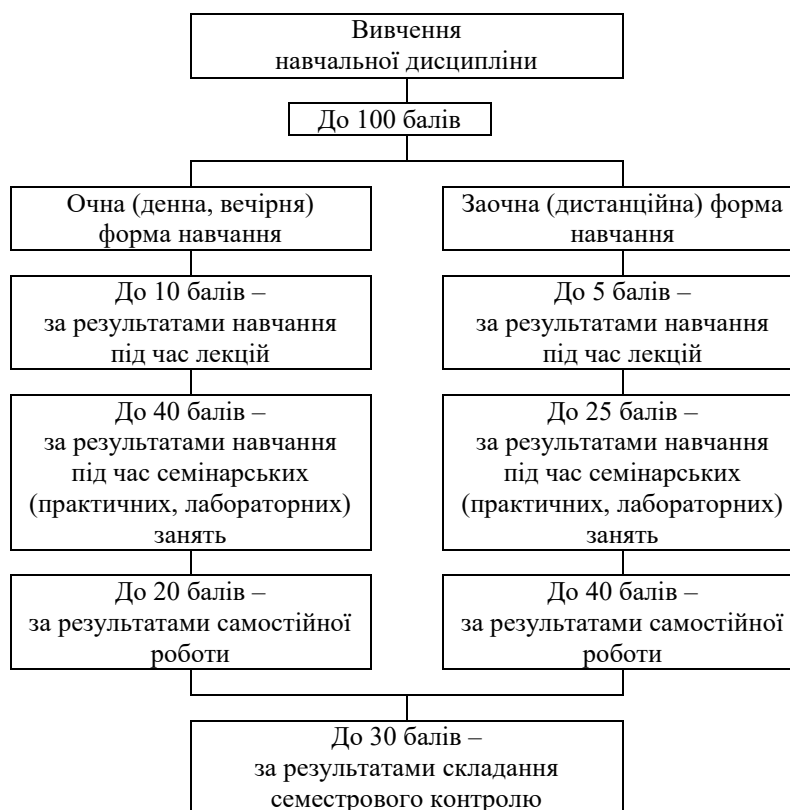 Вивчення
навчальної дисципліни
До 100 балів
Очна (денна, вечірня)
форма навчання
До 10 балів –
за результатами навчання
під час лекцій
До 40 балів –
за результатами навчання
під час семінарських
(практичних, лабораторних)
занять
До 20 балів –
за результатами самостійної
роботи
Заочна (дистанційна) форма
навчання
До 5 балів –
за результатами навчання
під час лекцій
До 25 балів –
за результатами навчання
під час семінарських
(практичних, лабораторних)
занять
До 40 балів –
за результатами самостійної
роботи
До 30 балів –
за результатами складання
семестрового контролю